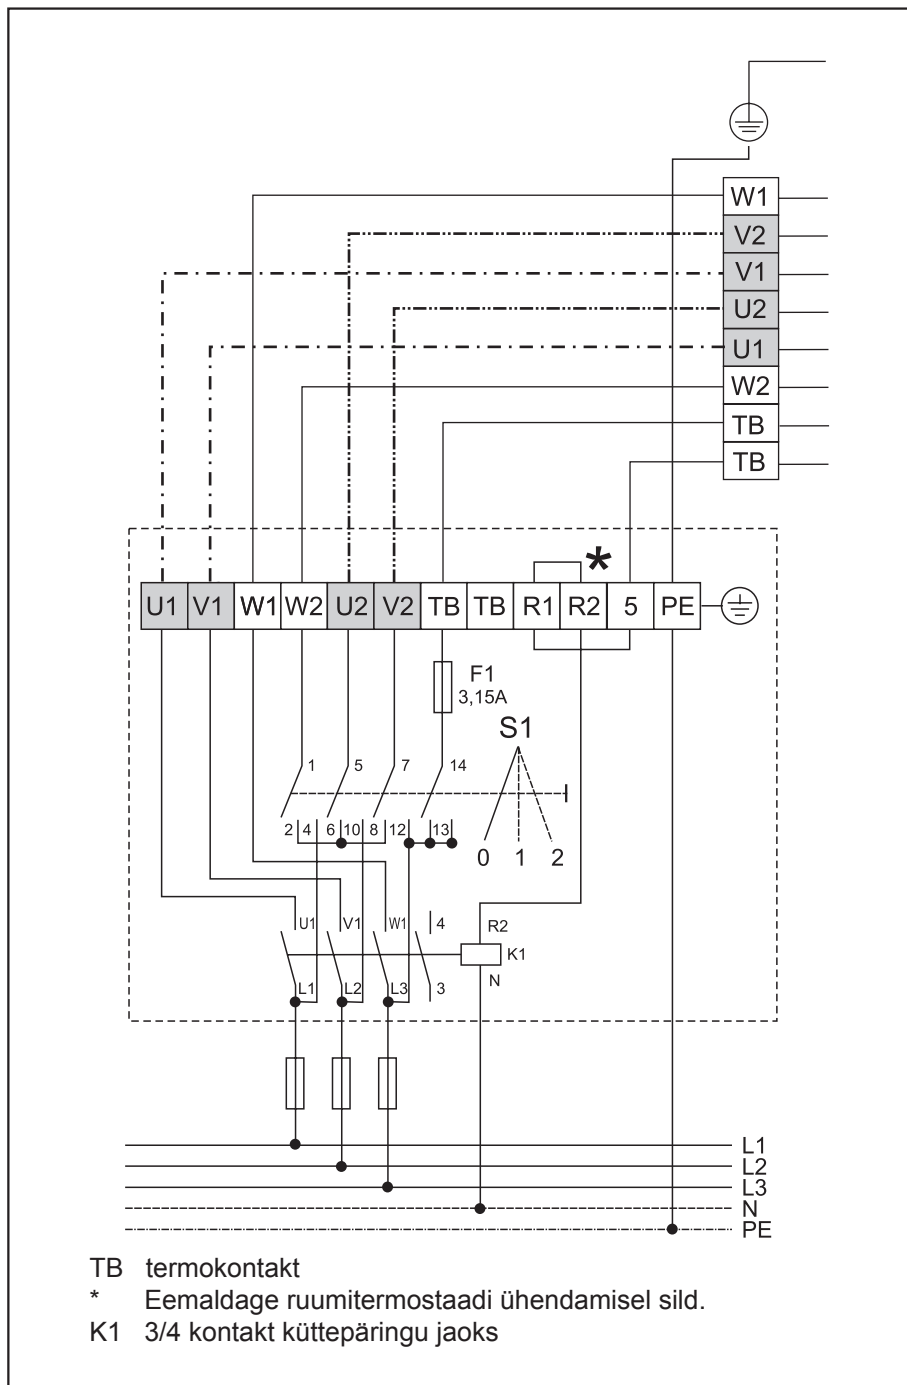 W1
V2
V1
U2
U1
W2
TB
TB
*
U1 V1 W1 W2 U2 V2 TB TB R1 R2 5 PE
F1
3,15A
S1
1 5 7 14
2 4 6 10 8 12 13
0 1 2
U1 V1 W1 4 R2
K1
N
L1 L2 L3 3
L1
L2
L3
N
PE
TB termokontakt
* Eemaldage ruumitermostaadi ühendamisel sild.
K1 3/4 kontakt küttepäringu jaoks